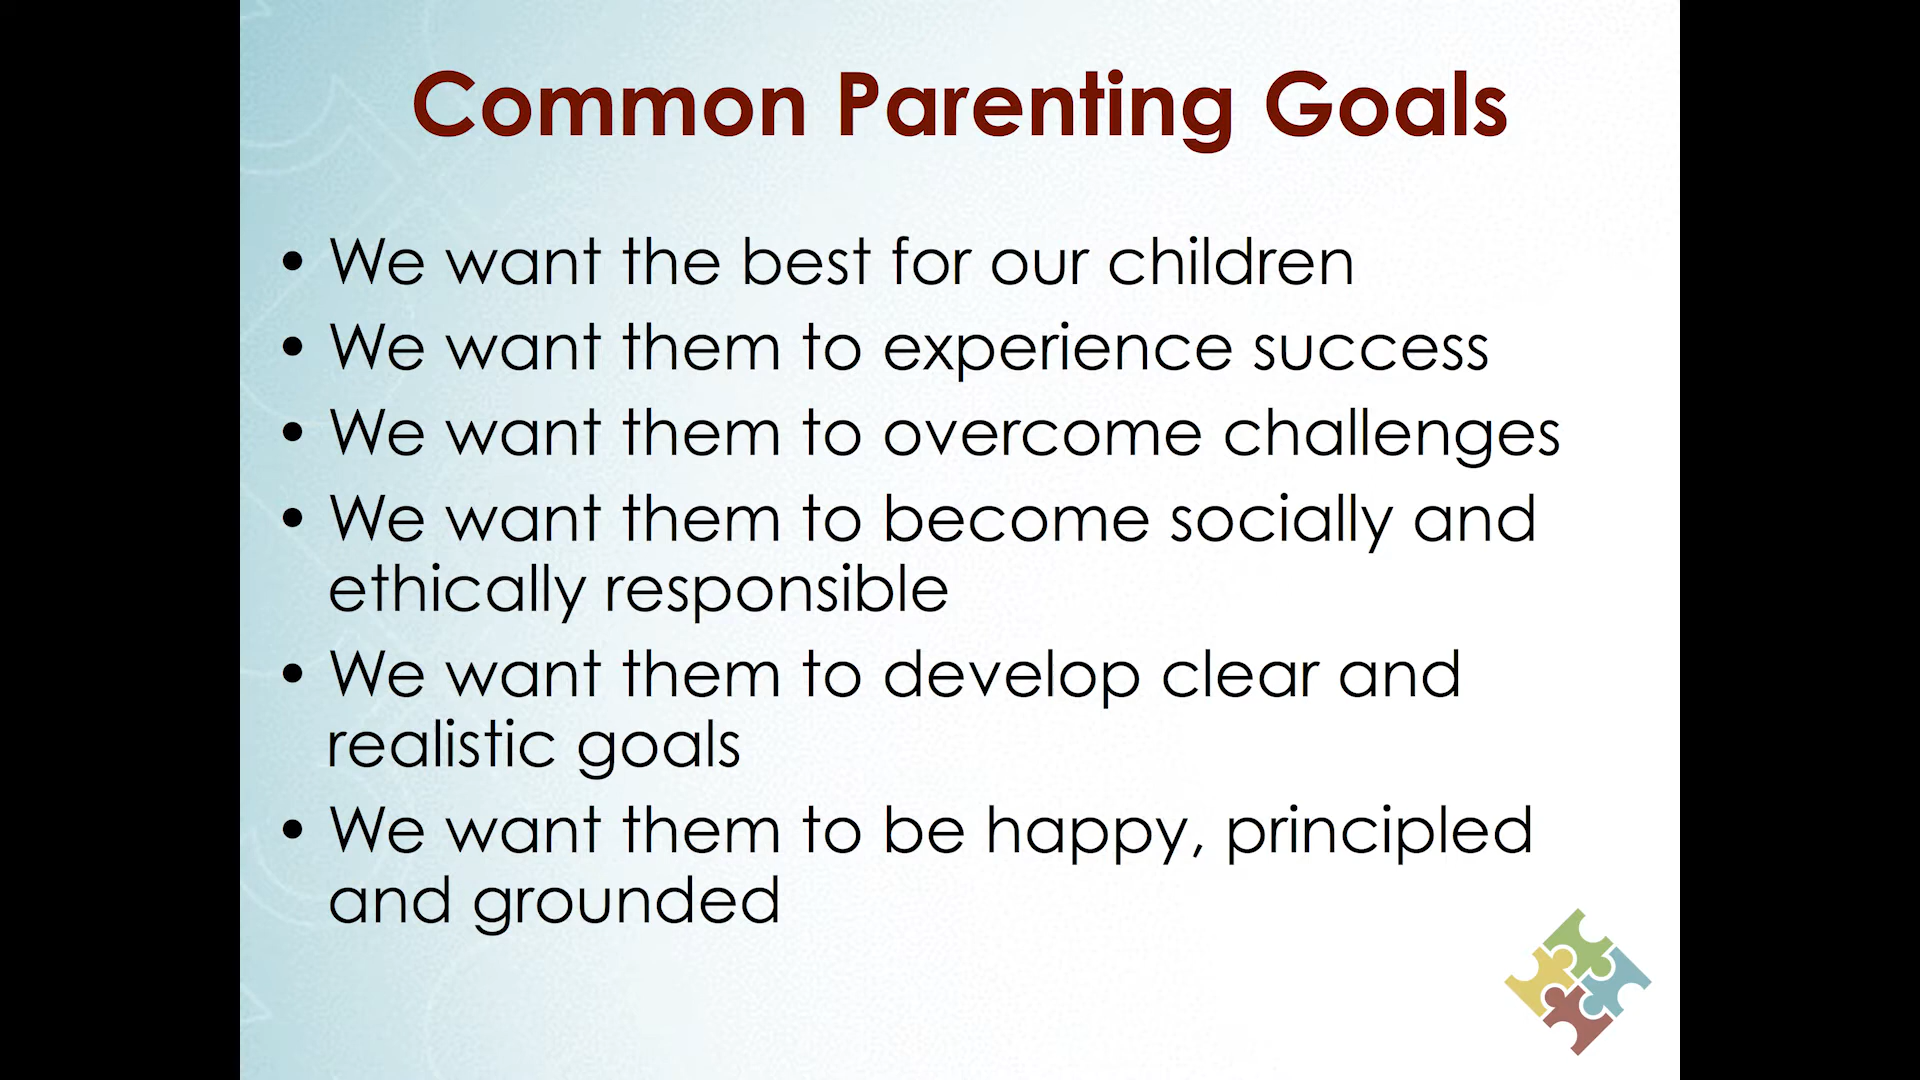 Common Parenting Goals
• We want the best for our children
• We want them to experience success
• We want them to overcome challenges
• We want them to become socially and
ethically responsible
• We want them to develop clear and
realistic goals
• We want them to be happy, principled
and grounded